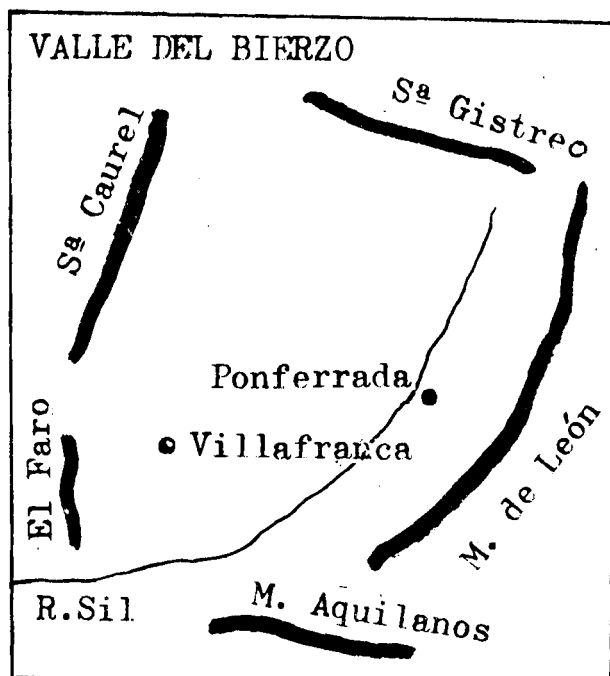 VALLE DEL BIERZO
Sª Gistreo
Sª Caurel
Ponferrada
El Faro
Villafranca
M. de León
R.Sil
M. Aquilanos